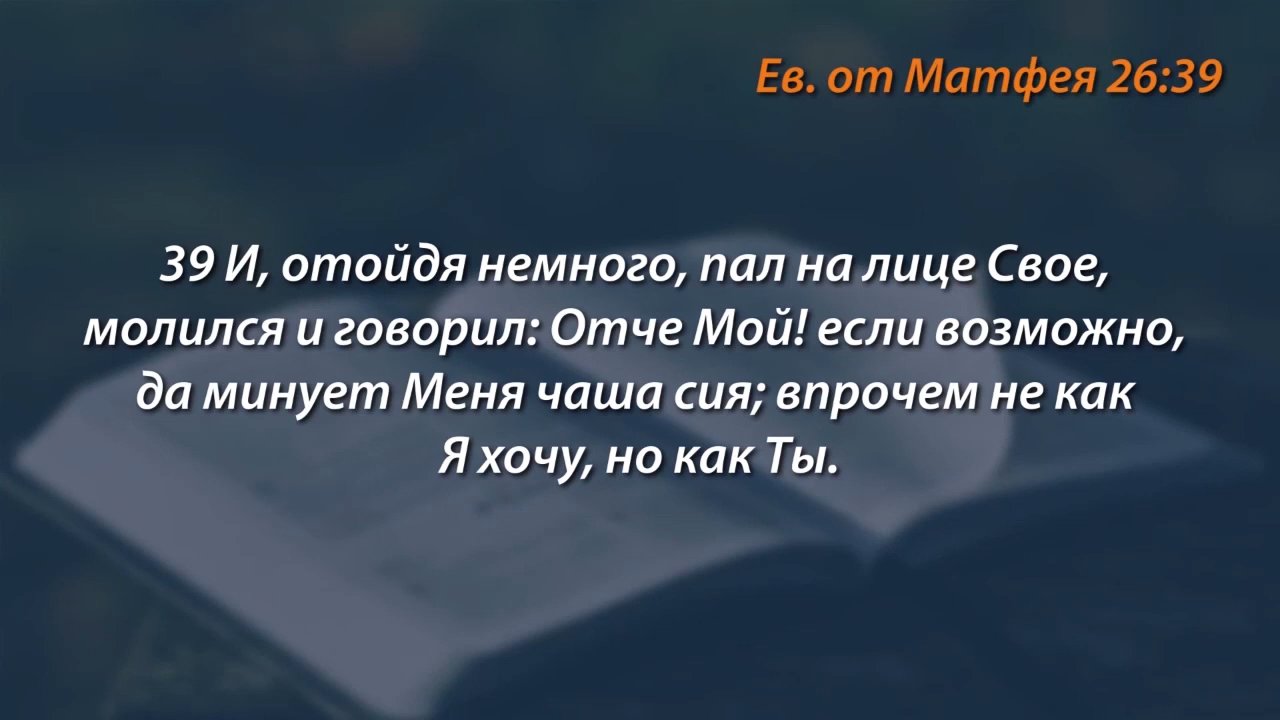 Ев. от Матфея 26:39
39 И, отойдя немного, пал на лице Свое,
молился и говорил: Отче Мой! если возможно,
да минует Меня чаша сия; впрочем не как
Я хочу, но как Ты.